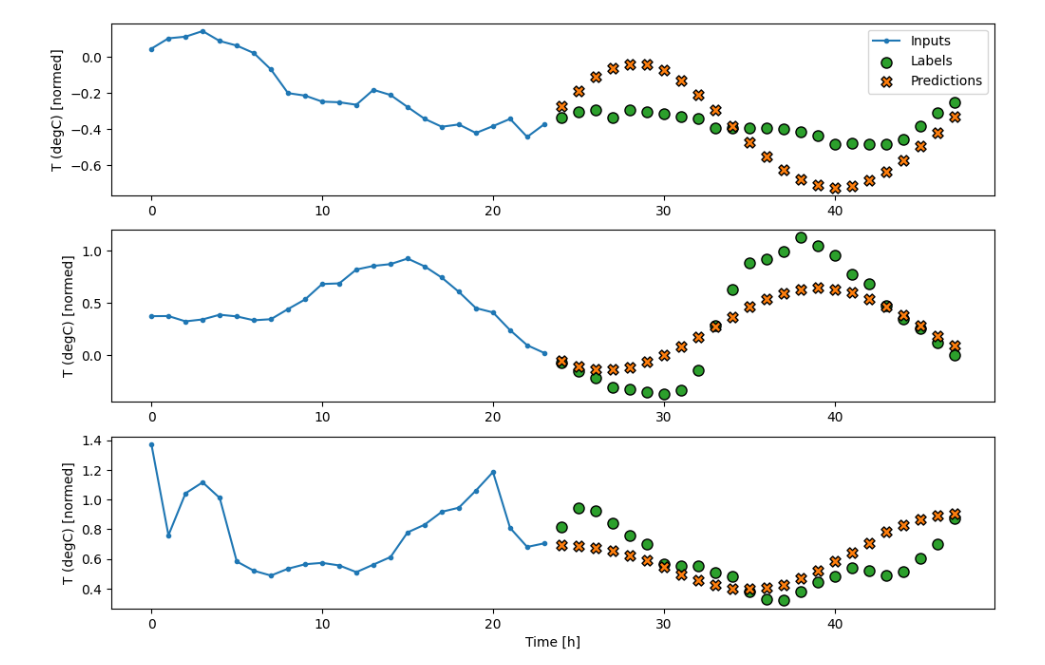 Inputs
Labels
Predictions
T (degC) [normed]
0.0
−0.2
−0.4
−0.6
0 10 20 30 40
T (degC) [normed]
1.0
0.5
0.0
0 10 20 30 40
T (degC) [normed]
1.4
1.2
1.0
0.8
0.6
0.4
0 10 20 30 40
Time [h]